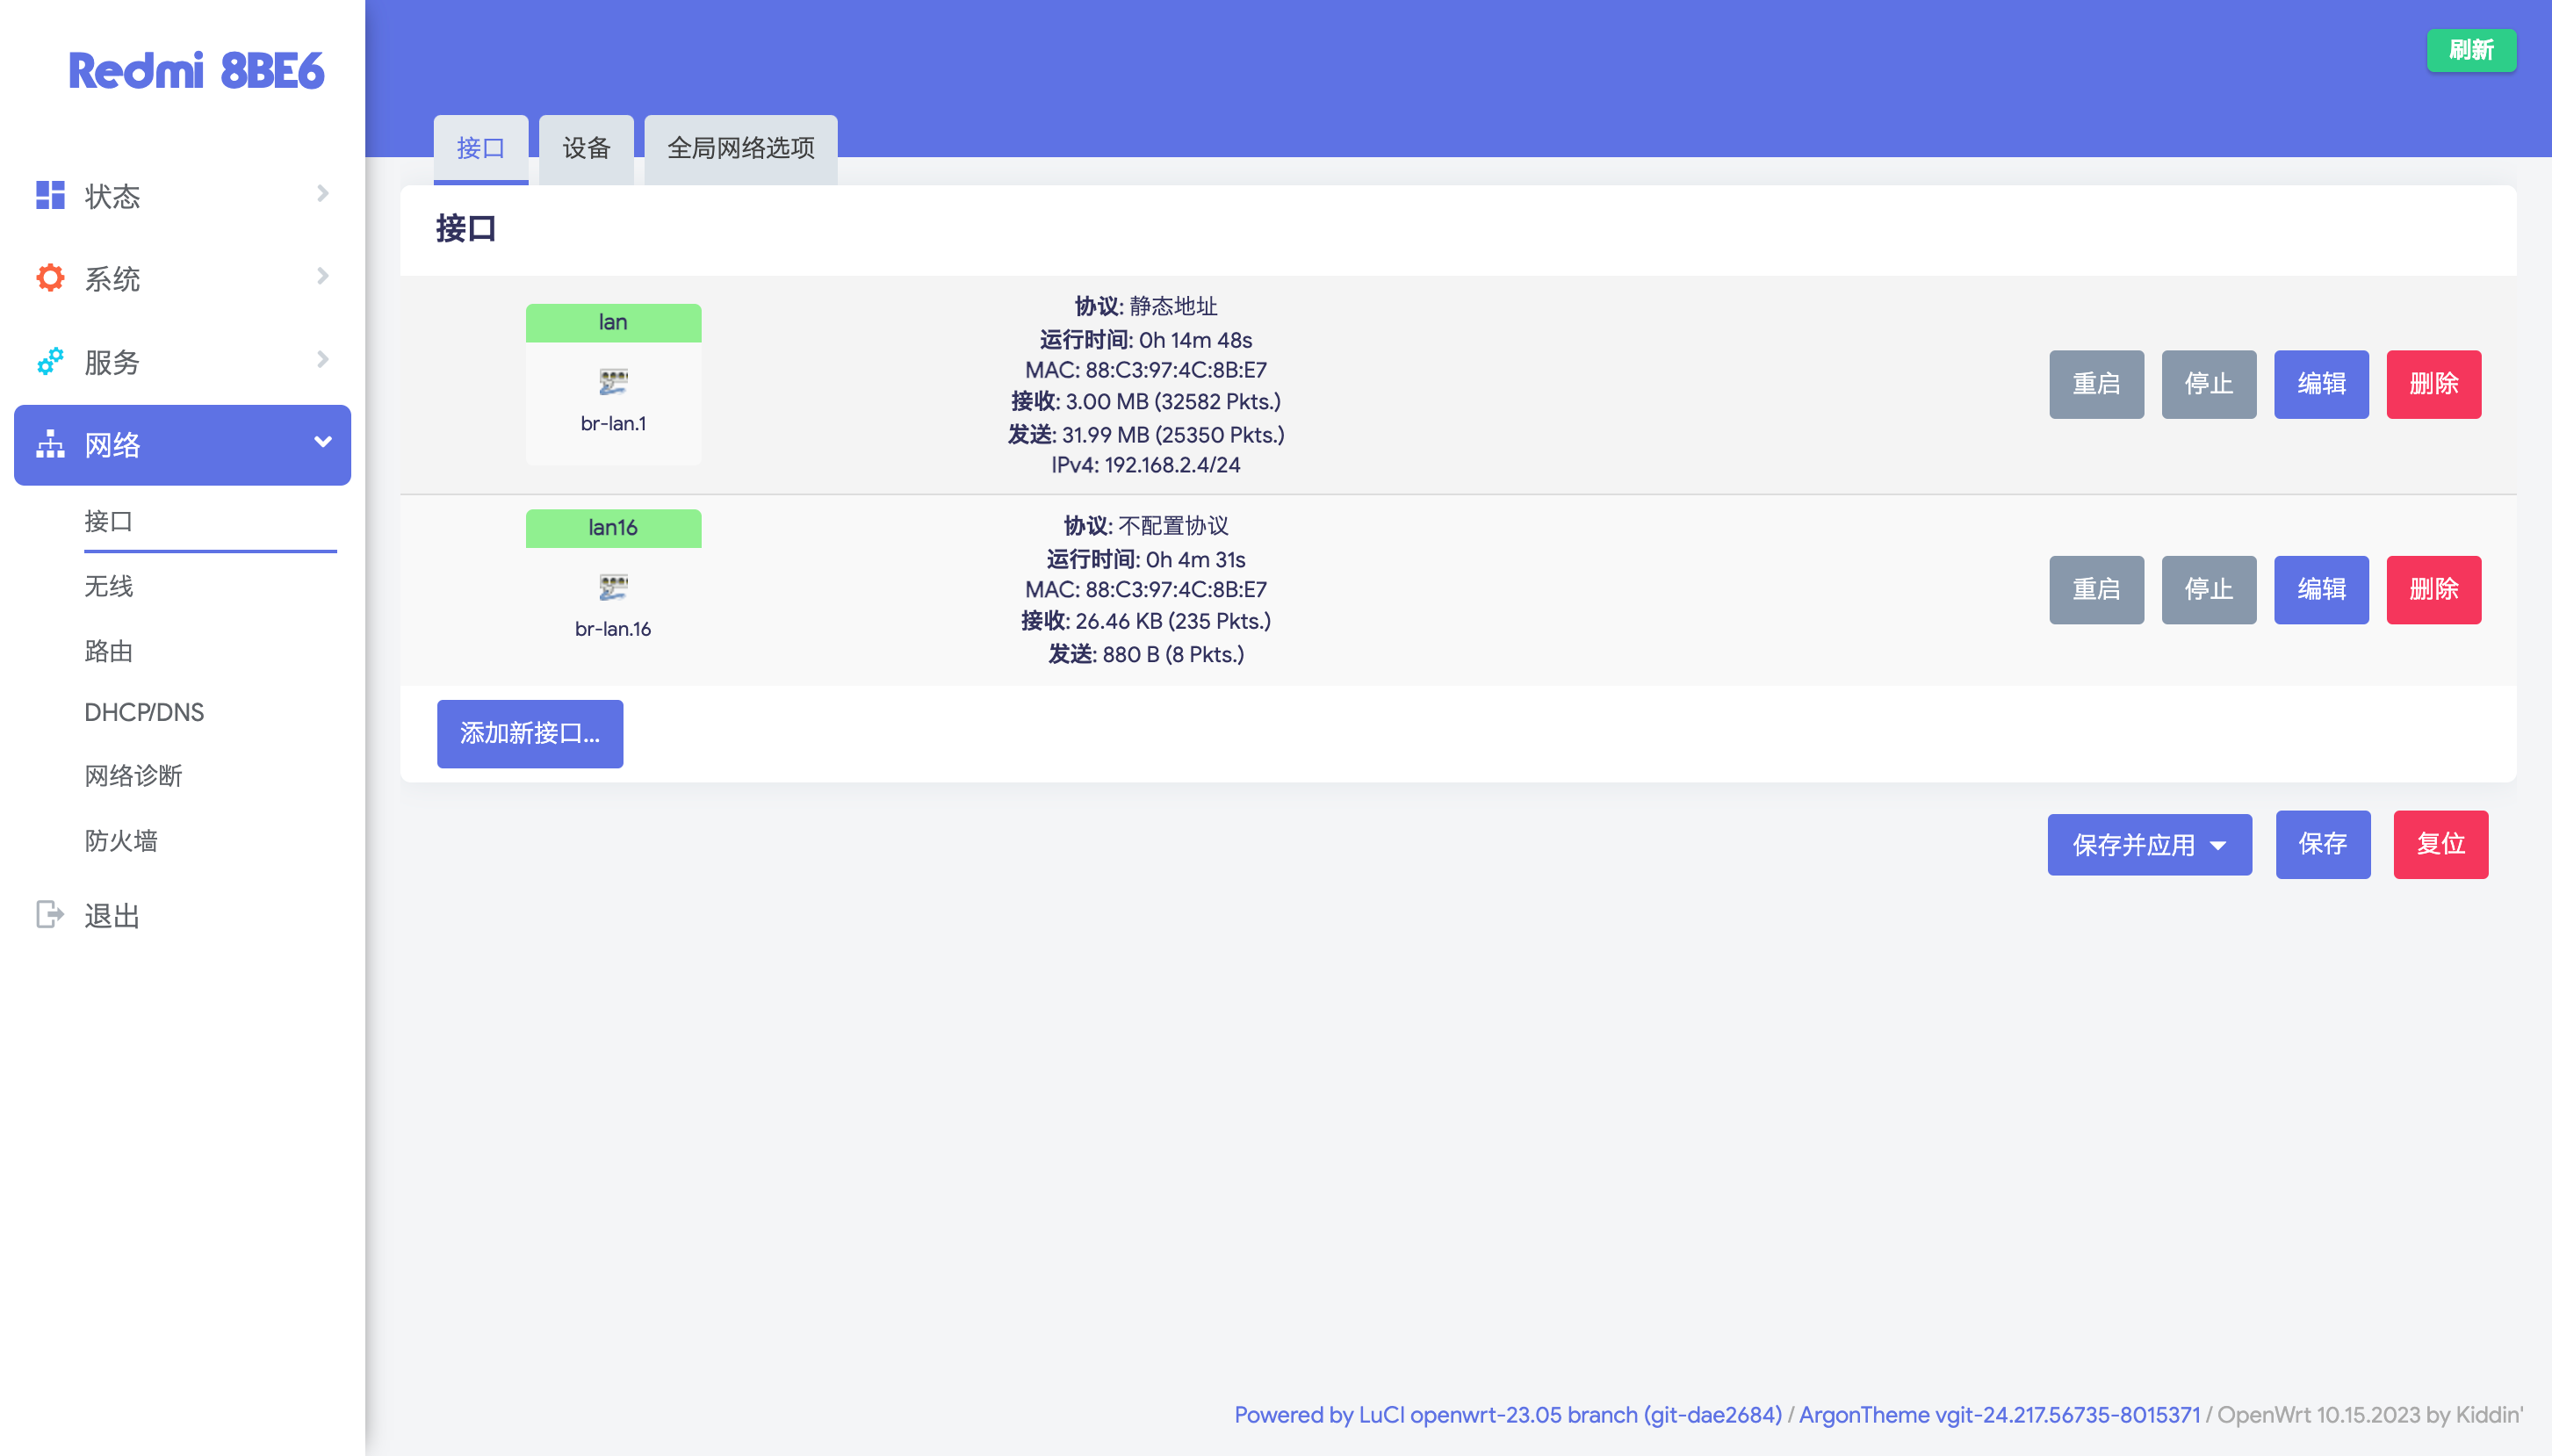 Redmi 8BE6
状态
系统
服务
网络
接口
无线
路由
DHCP/DNS
网络诊断
防火墙
退出
刷新
接口 设备 全局网络选项
接口
lan
br-lan.1
协议: 静态地址
运行时间: 0h 14m 48s
MAC: 88:C3:97:4C:8B:E7
接收: 3.00 MB (32582 Pkts.)
发送: 31.99 MB (25350 Pkts.)
IPv4: 192.168.2.4/24
重启 停止 编辑 删除
lan16
br-lan.16
协议: 不配置协议
运行时间: 0h 4m 31s
MAC: 88:C3:97:4C:8B:E7
接收: 26.46 KB (235 Pkts.)
发送: 880 B (8 Pkts.)
重启 停止 编辑 删除
添加新接口...
保存并应用 保存 复位
Powered by LuCI openwrt-23.05 branch (git-dae2684) / ArgonTheme vgit-24.217.56735-8015371 / OpenWrt 10.15.2023 by Kiddin'